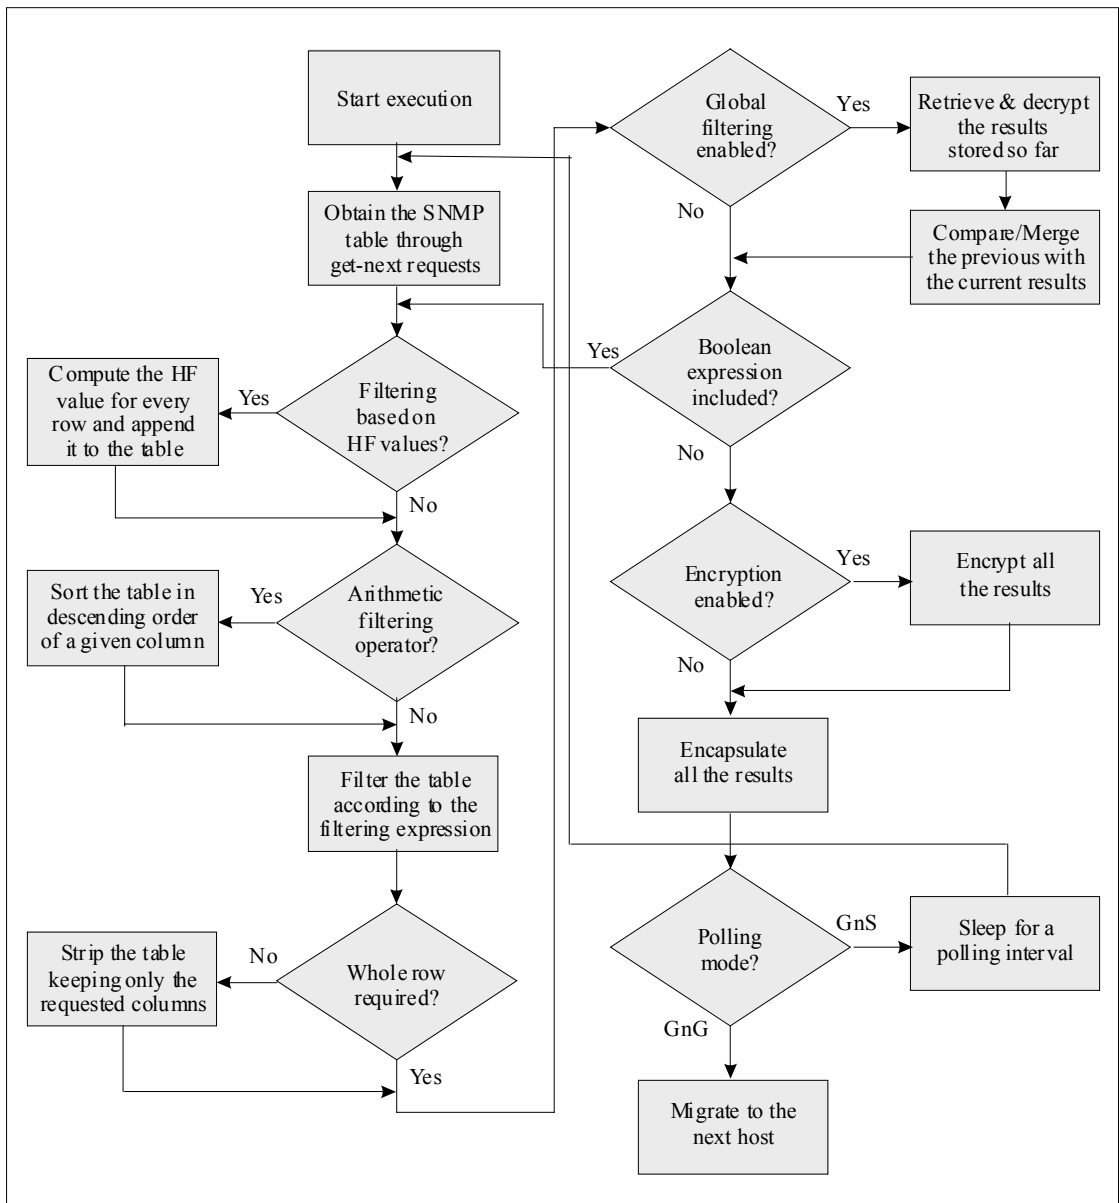 Start execution
Obtain the SNMP
table through
get-next requests
Filtering
based on
HF values?
Yes
Compute the HF
value for every
row and append
it to the table
No
Arithmetic
filtering
operator?
Yes
Sort the table in
descending order
of a given column
No
Filter the table
according to the
filtering expression
Whole row
required?
No
Strip the table
keeping only the
requested columns
Yes
Global
filtering
enabled?
Yes
Retrieve & decrypt
the results
stored so far
Compare/Merge
the previous with
the current results
No
Boolean
expression
included?
Yes
No
Encryption
enabled?
Yes
Encrypt all
the results
No
Encapsulate
all the results
Polling
mode?
GnS
Sleep for a
polling interval
GnG
Migrate to the
next host